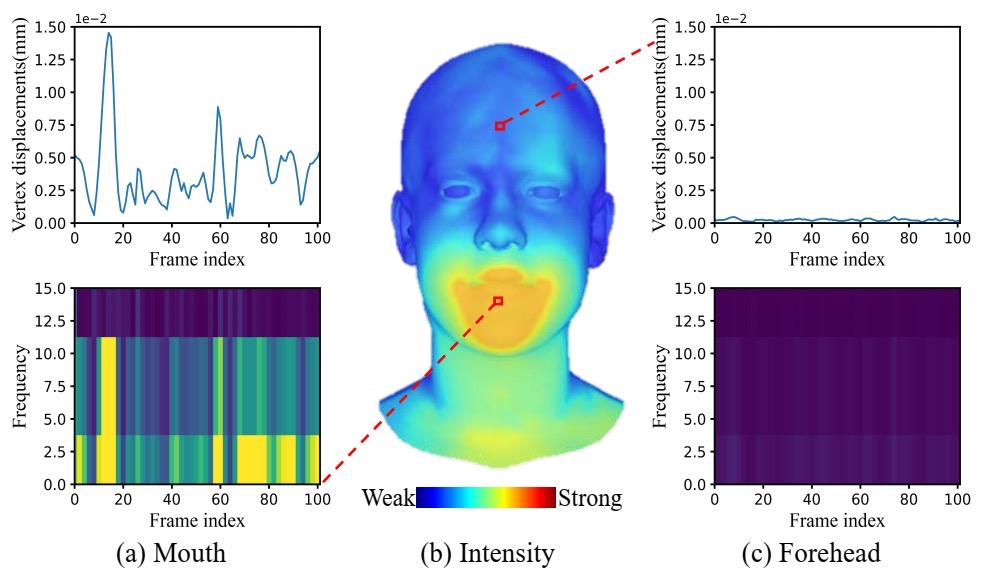 1e−2
Vertex displacements(mm)
1.50
1.25
1.00
0.75
0.50
0.25
0.00
0 20 40 60 80 100
Frame index
Frequency
15.0
12.5
10.0
7.5
5.0
2.5
0.0
0 20 40 60 80 100
Frame index
(a) Mouth
Weak Strong
(b) Intensity
1e−2
Vertex displacements(mm)
1.50
1.25
1.00
0.75
0.50
0.25
0.00
0 20 40 60 80 100
Frame index
Frequency
15.0
12.5
10.0
7.5
5.0
2.5
0.0
0 20 40 60 80 100
Frame index
(c) Forehead